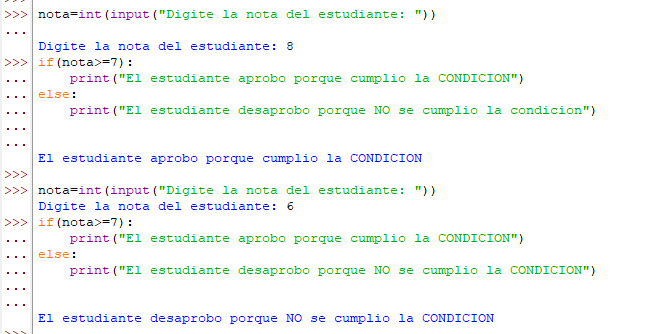 >>> nota=int(input("Digite la nota del estudiante: "))
...
Digite la nota del estudiante: 8
>>> if(nota>=7):
...     print("El estudiante aprobo porque cumplio la CONDICION")
... else:
...     print("El estudiante desaprobo porque NO se cumplio la condicion")
...
...
El estudiante aprobo porque cumplio la CONDICION
>>>
>>> nota=int(input("Digite la nota del estudiante: "))
Digite la nota del estudiante: 6
>>> if(nota>=7):
...     print("El estudiante aprobo porque cumplio la CONDICION")
... else:
...     print("El estudiante desaprobo porque NO se cumplio la CONDICION")
...
...
El estudiante desaprobo porque NO se cumplio la CONDICION
>>>